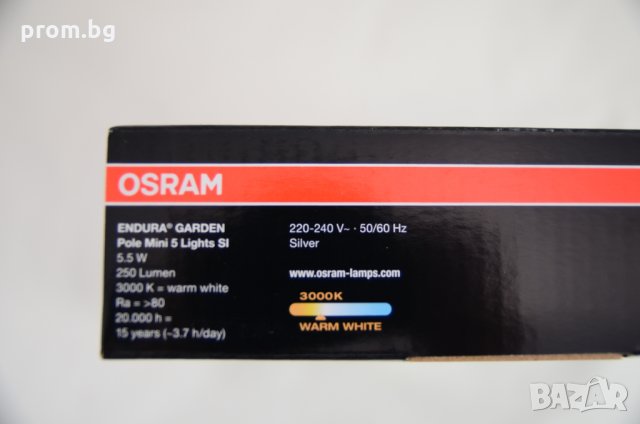 пром.бг
OSRAM
ENDURA® GARDEN
Pole Mini 5 Lights SI
5.5 W
250 Lumen
3000 K = warm white
Ra = >80
20.000 h =
15 years (~3.7 h/day)
220-240 V~ · 50/60 Hz
Silver
www.osram-lamps.com
3000K
WARM WHITE
BAZAR